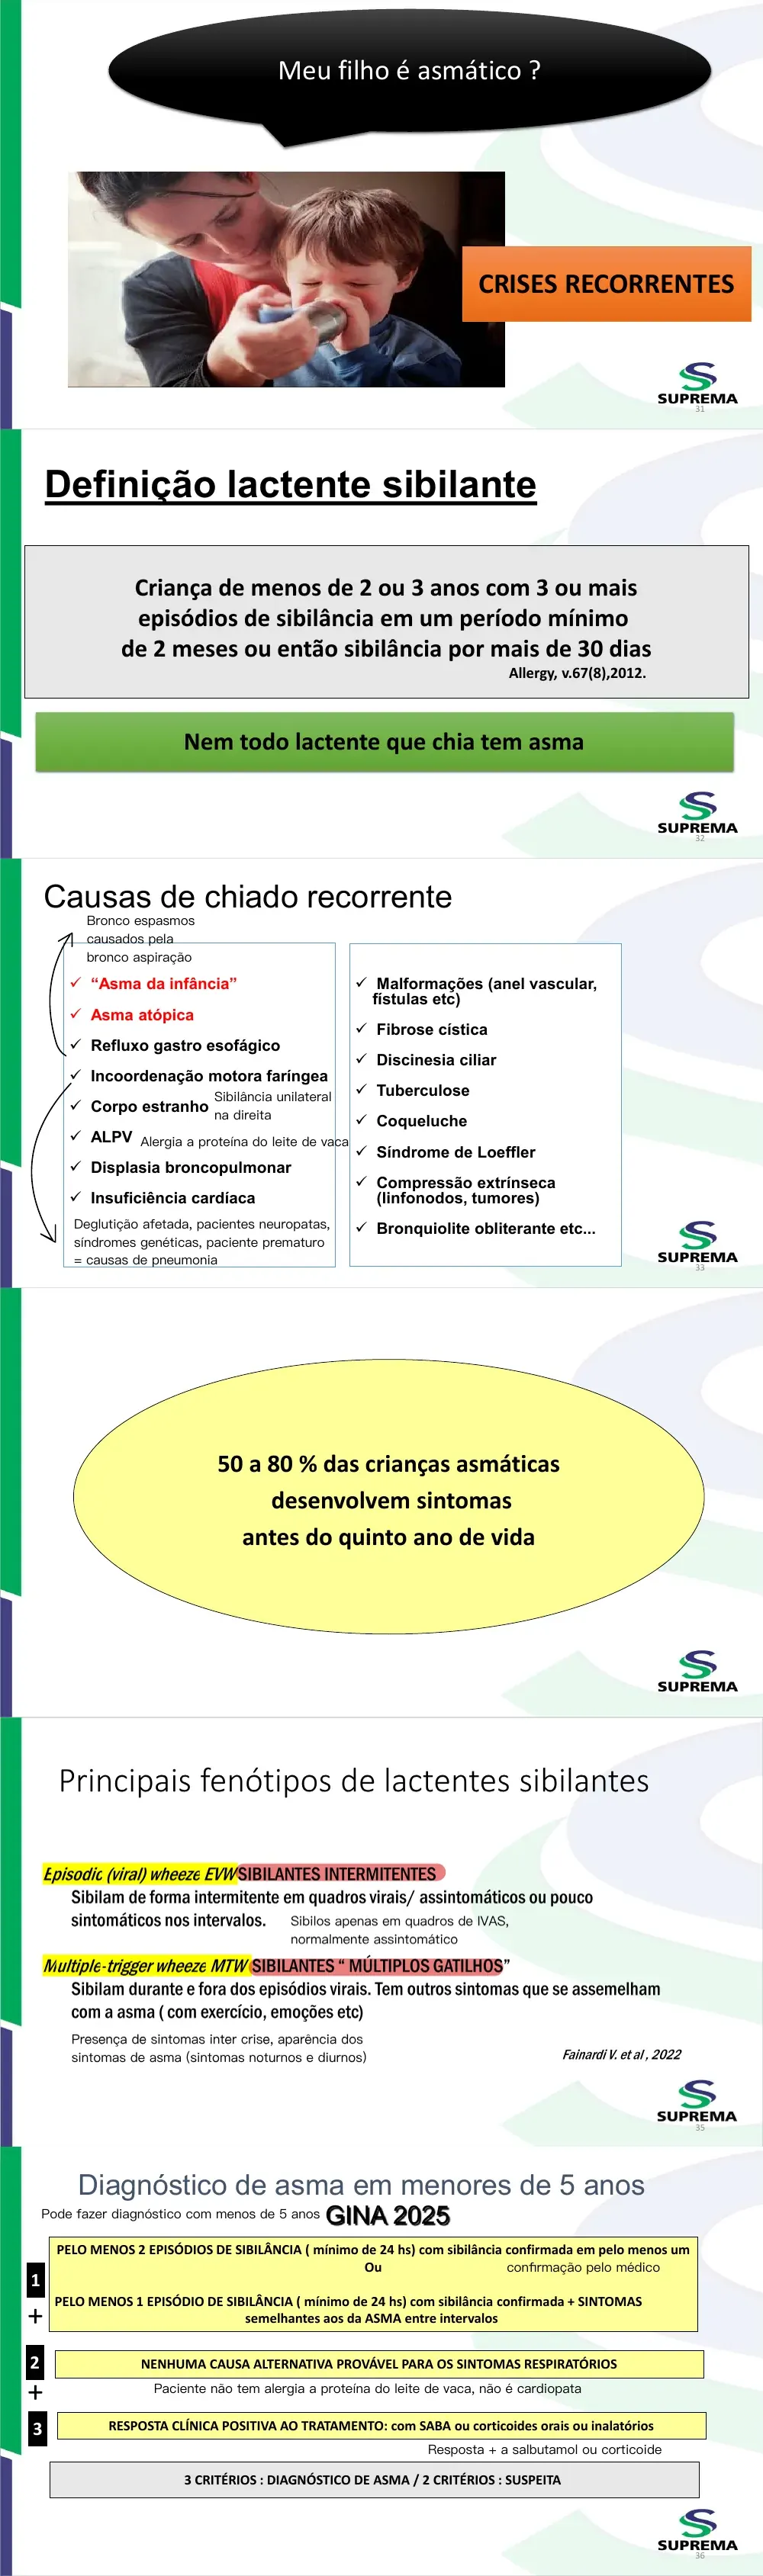 Meu filho é asmático ?
CRISES RECORRENTES
SUPREMA
31
Definição lactente sibilante
Criança de menos de 2 ou 3 anos com 3 ou mais
episódios de sibilância em um período mínimo
de 2 meses ou então sibilância por mais de 30 dias
Allergy, v.67(8),2012.
Nem todo lactente que chia tem asma
SUPREMA
32
Causas de chiado recorrente
Bronco espasmos
causados pela
bronco aspiração
✓ “Asma da infância”
✓ Asma atópica
✓ Refluxo gastro esofágico
✓ Incoordenação motora faríngea
✓ Corpo estranho
Sibilância unilateral
na direita
✓ ALPV
Alergia a proteína do leite de vaca
✓ Displasia broncopulmonar
✓ Insuficiência cardíaca
Deglutição afetada, pacientes neuropatas,
síndromes genéticas, paciente prematuro
= causas de pneumonia
✓ Malformações (anel vascular,
fístulas etc)
✓ Fibrose cística
✓ Discinesia ciliar
✓ Tuberculose
✓ Coqueluche
✓ Síndrome de Loeffler
✓ Compressão extrínseca
(linfonodos, tumores)
✓ Bronquiolite obliterante etc...
SUPREMA
33
50 a 80 % das crianças asmáticas
desenvolvem sintomas
antes do quinto ano de vida
SUPREMA
Principais fenótipos de lactentes sibilantes
Episodic (viral) wheeze EVW SIBILANTES INTERMITENTES
Sibilam de forma intermitente em quadros virais/ assintomáticos ou pouco
sintomáticos nos intervalos.
Sibilos apenas em quadros de IVAS,
normalmente assintomático
Multiple-trigger wheeze MTW SIBILANTES “ MÚLTIPLOS GATILHOS”
Sibilam durante e fora dos episódios virais. Tem outros sintomas que se assemelham
com a asma ( com exercício, emoções etc)
Presença de sintomas inter crise, aparência dos
sintomas de asma (sintomas noturnos e diurnos)
Fainardi V. et al , 2022
SUPREMA
35
Diagnóstico de asma em menores de 5 anos
Pode fazer diagnóstico com menos de 5 anos
GINA 2025
1
PELO MENOS 2 EPISÓDIOS DE SIBILÂNCIA ( mínimo de 24 hs) com sibilância confirmada em pelo menos um
Ou
confirmação pelo médico
PELO MENOS 1 EPISÓDIO DE SIBILÂNCIA ( mínimo de 24 hs) com sibilância confirmada + SINTOMAS
semelhantes aos da ASMA entre intervalos
+
2
NENHUMA CAUSA ALTERNATIVA PROVÁVEL PARA OS SINTOMAS RESPIRATÓRIOS
+
Paciente não tem alergia a proteína do leite de vaca, não é cardiopata
3
RESPOSTA CLÍNICA POSITIVA AO TRATAMENTO: com SABA ou corticoides orais ou inalatórios
Resposta + a salbutamol ou corticoide
3 CRITÉRIOS : DIAGNÓSTICO DE ASMA / 2 CRITÉRIOS : SUSPEITA
SUPREMA
36